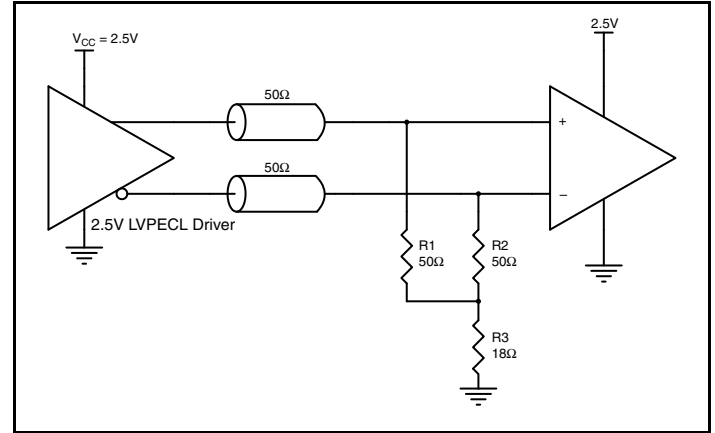 V_CC = 2.5V
2.5V
50Ω
50Ω
+
−
2.5V LVPECL Driver
R1
50Ω
R2
50Ω
R3
18Ω